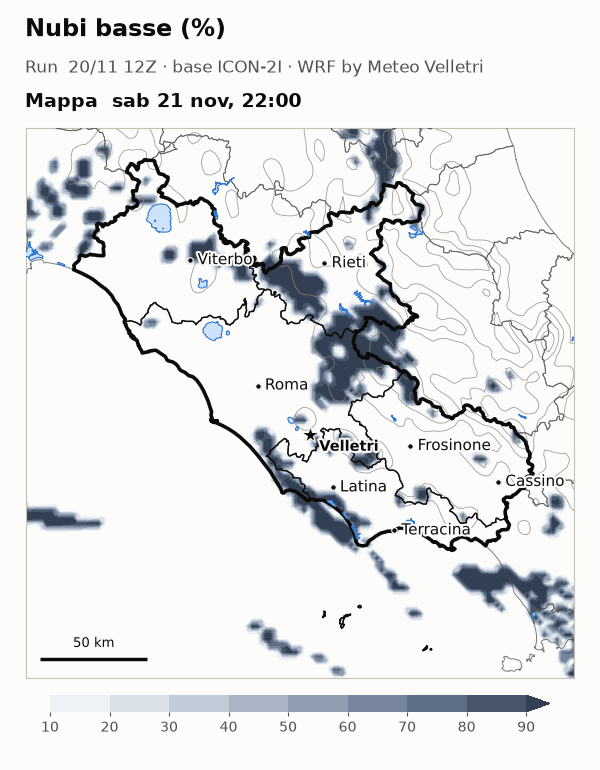 Nubi basse (%)
Run  20/11 12Z · base ICON-2I · WRF by Meteo Velletri
Mappa  sab 21 nov, 22:00
Viterbo
Rieti
Roma
Velletri
Frosinone
Latina
Cassino
Terracina
50 km
10 20 30 40 50 60 70 80 90